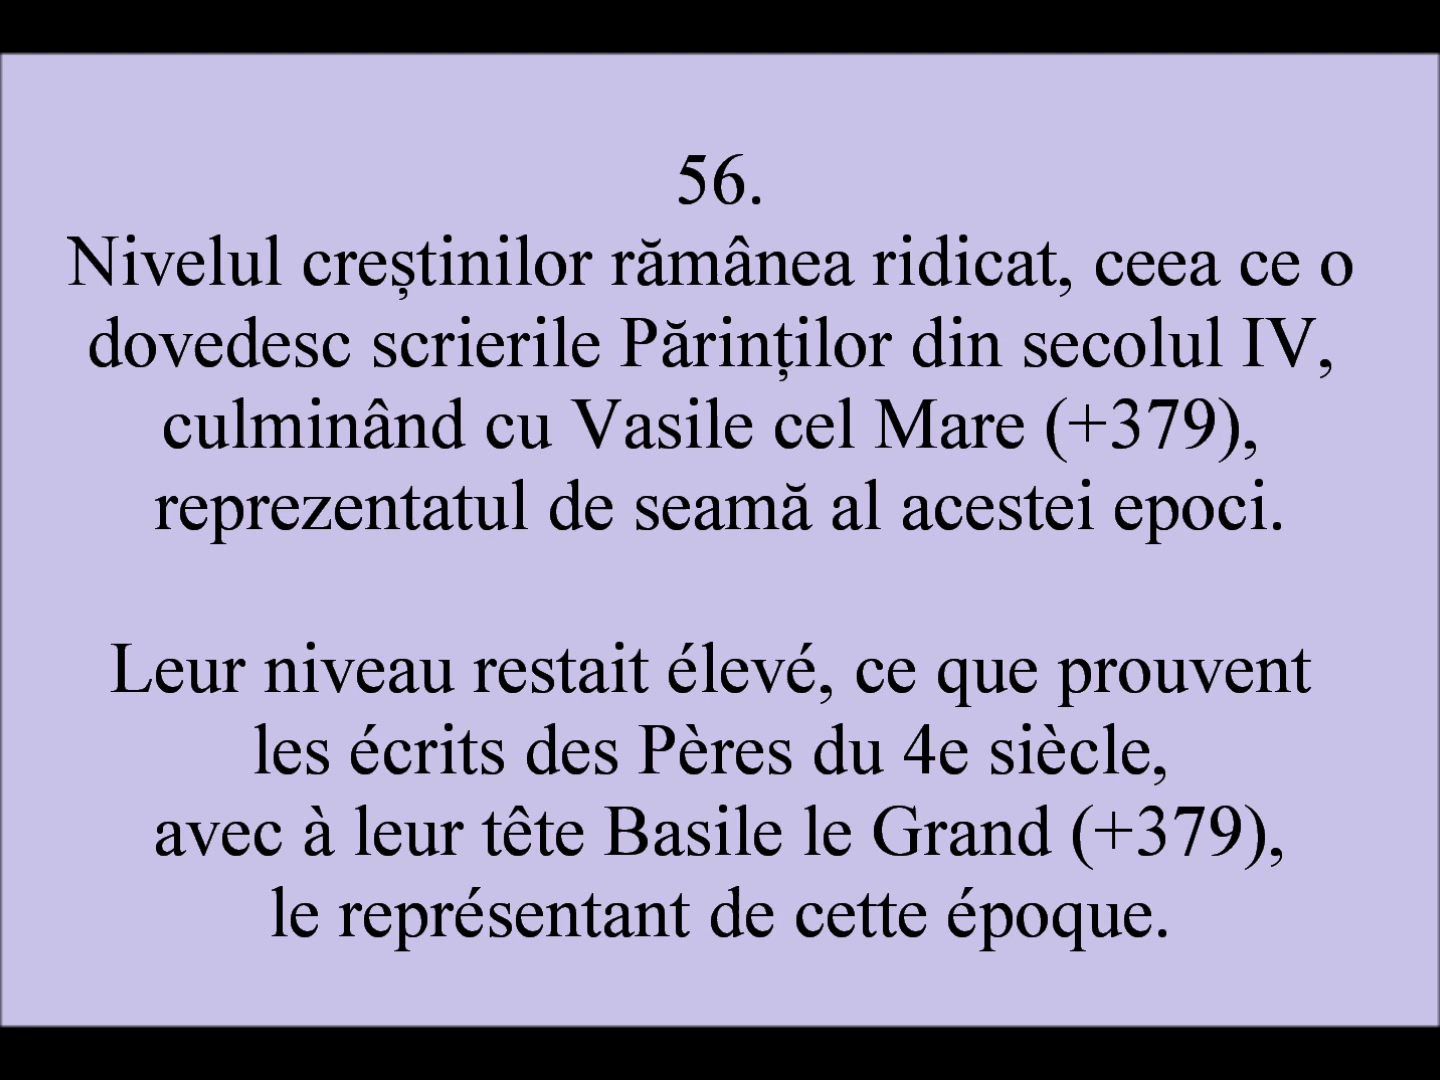 56.
Nivelul creștinilor rămânea ridicat, ceea ce o
dovedesc scrierile Părinților din secolul IV,
culminând cu Vasile cel Mare (+379),
reprezentatul de seamă al acestei epoci.
Leur niveau restait élevé, ce que prouvent
les écrits des Pères du 4e siècle,
avec à leur tête Basile le Grand (+379),
le représentant de cette époque.